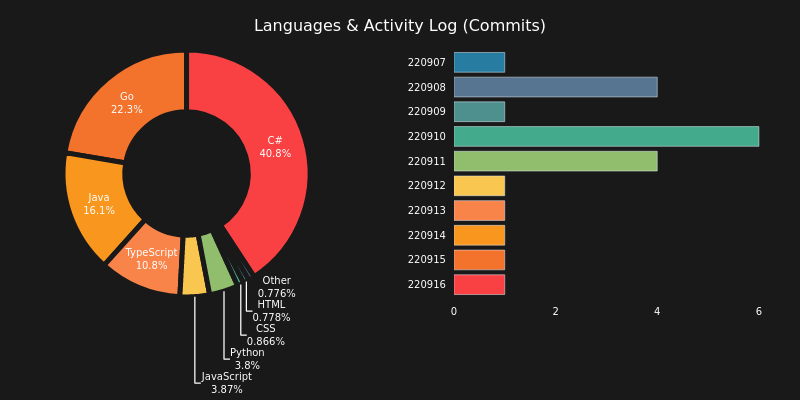 Languages & Activity Log (Commits)
Go
22.3%
C#
40.8%
Java
16.1%
TypeScript
10.8%
Other
0.776%
HTML
0.778%
CSS
0.866%
Python
3.8%
JavaScript
3.87%
220907
220908
220909
220910
220911
220912
220913
220914
220915
220916
0 2 4 6